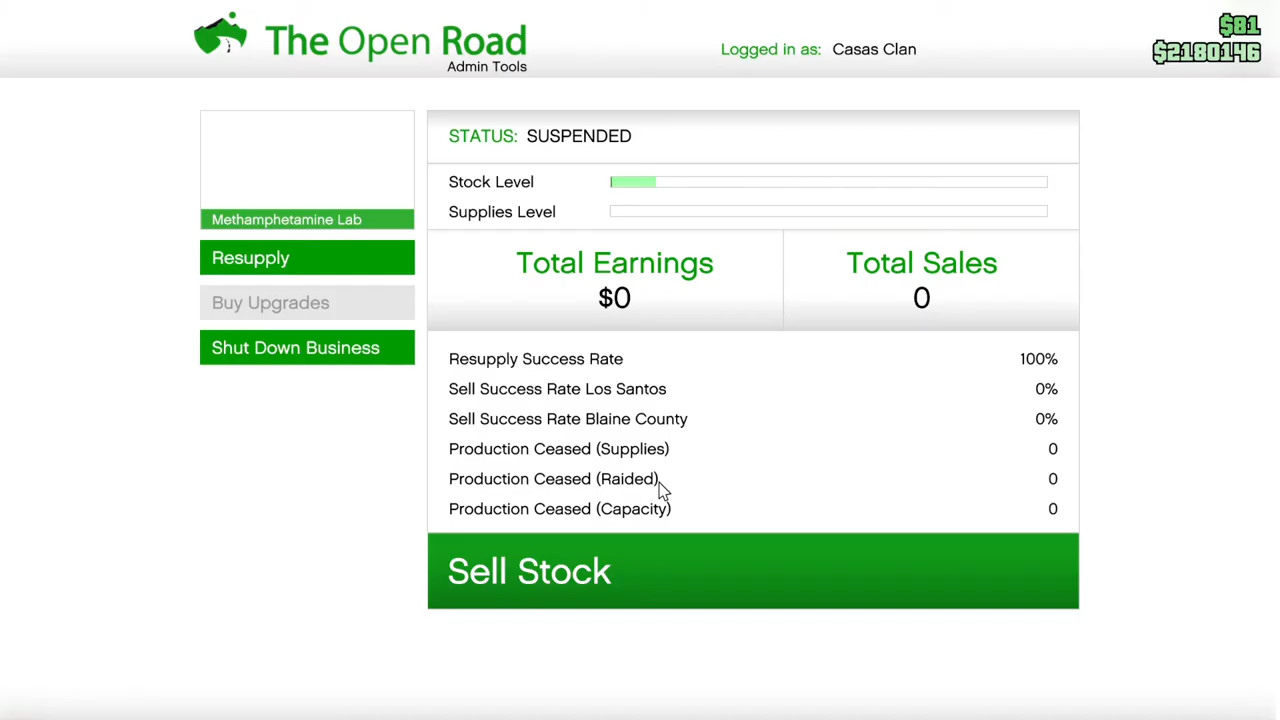 The Open Road
Admin Tools
Logged in as: Casas Clan
$81
$2180146
Methamphetamine Lab
Resupply
Buy Upgrades
Shut Down Business
STATUS: SUSPENDED
Stock Level
Supplies Level
Total Earnings
$0
Total Sales
0
Resupply Success Rate 100%
Sell Success Rate Los Santos 0%
Sell Success Rate Blaine County 0%
Production Ceased (Supplies) 0
Production Ceased (Raided) 0
Production Ceased (Capacity) 0
Sell Stock